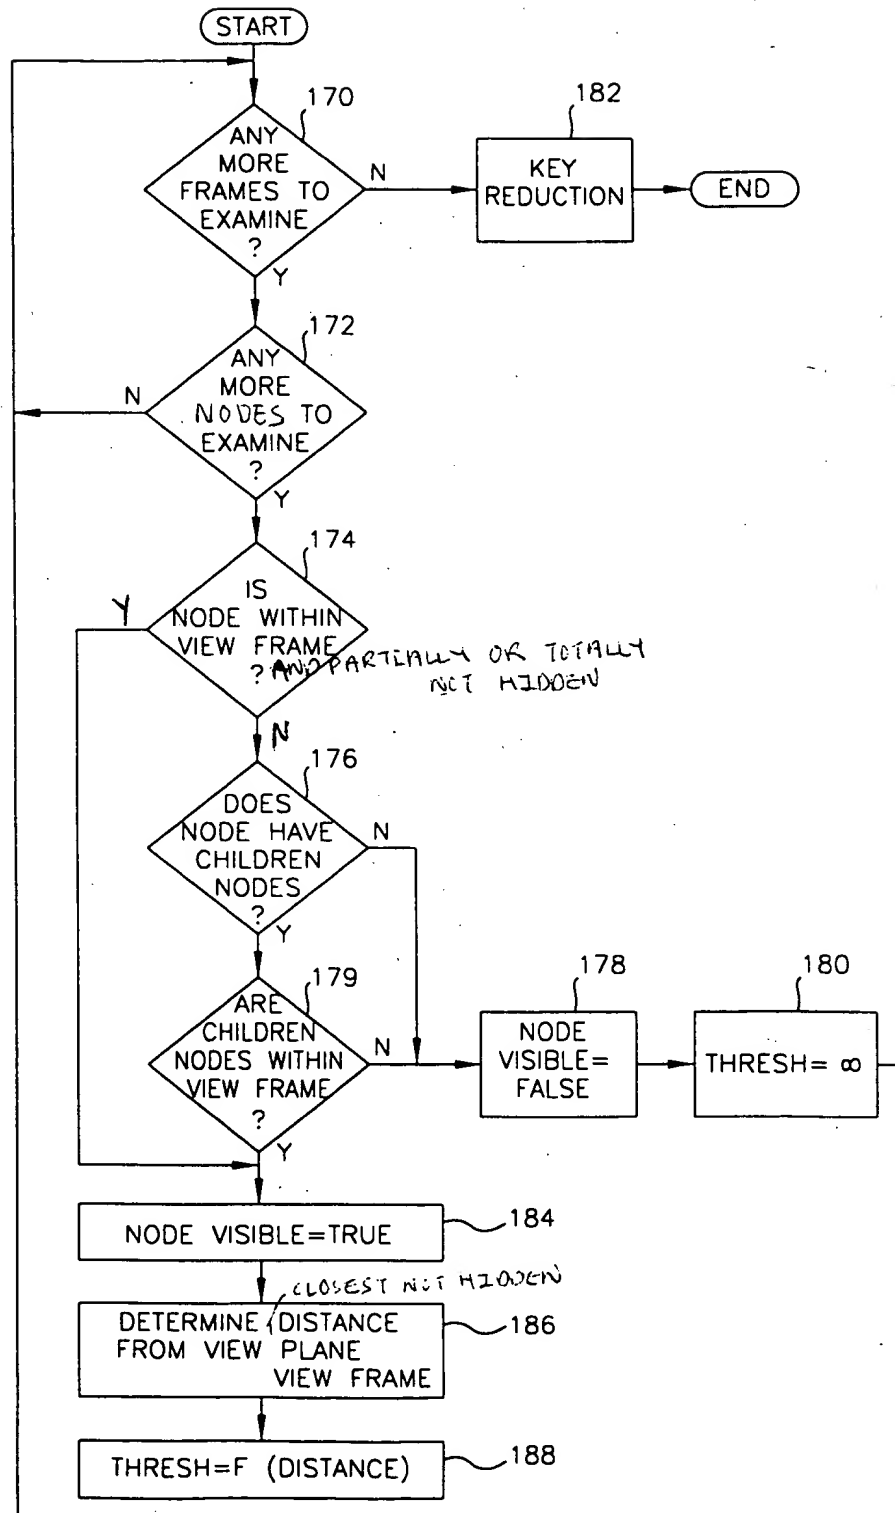 START
170
ANY
MORE
FRAMES TO
EXAMINE
?
N
Y
182
KEY
REDUCTION
END
172
ANY
MORE
NODES TO
EXAMINE
?
N
Y
174
IS
NODE WITHIN
VIEW FRAME
? AND PARTIALLY OR TOTALLY
NOT HIDDEN
Y
N
176
DOES
NODE HAVE
CHILDREN
NODES
?
N
Y
179
ARE
CHILDREN
NODES WITHIN
VIEW FRAME
?
N
Y
178
NODE
VISIBLE=
FALSE
180
THRESH= ∞
NODE VISIBLE=TRUE
184
CLOSEST NOT HIDDEN
DETERMINE DISTANCE
FROM VIEW PLANE
VIEW FRAME
186
THRESH=F (DISTANCE)
188